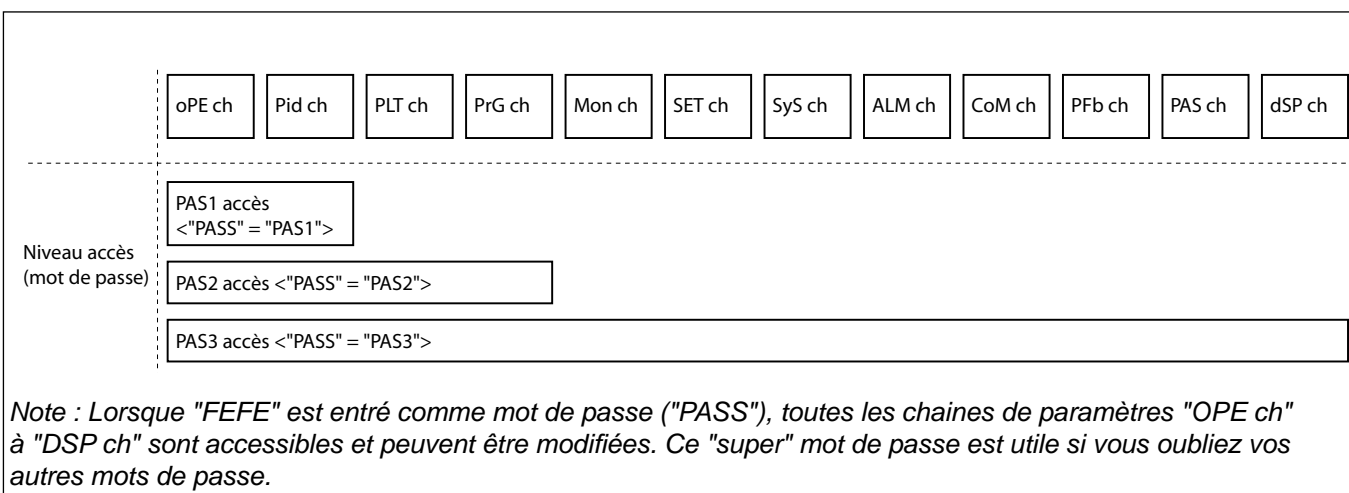 oPE ch Pid ch PLT ch PrG ch Mon ch SET ch SyS ch ALM ch CoM ch PFb ch PAS ch dSP ch
PAS1 accès
<"PASS" = "PAS1">
Niveau accès
(mot de passe)
PAS2 accès <"PASS" = "PAS2">
PAS3 accès <"PASS" = "PAS3">
Note : Lorsque "FEFE" est entré comme mot de passe ("PASS"), toutes les chaines de paramètres "OPE ch"
à "DSP ch" sont accessibles et peuvent être modifiées. Ce "super" mot de passe est utile si vous oubliez vos
autres mots de passe.